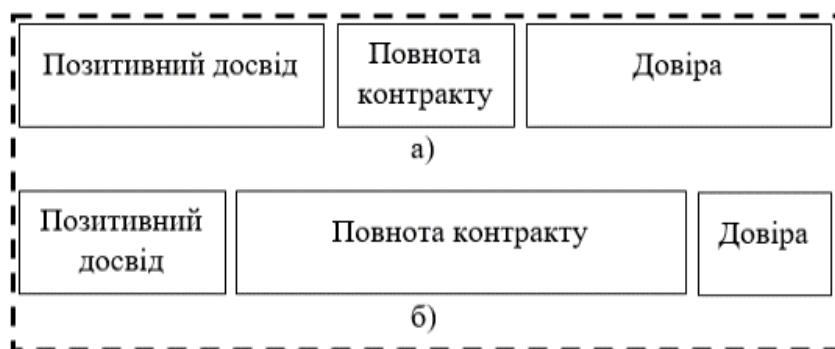 Позитивний досвід
Повнота
контракту
Довіра
а)
Позитивний
досвід
Повнота контракту
Довіра
б)